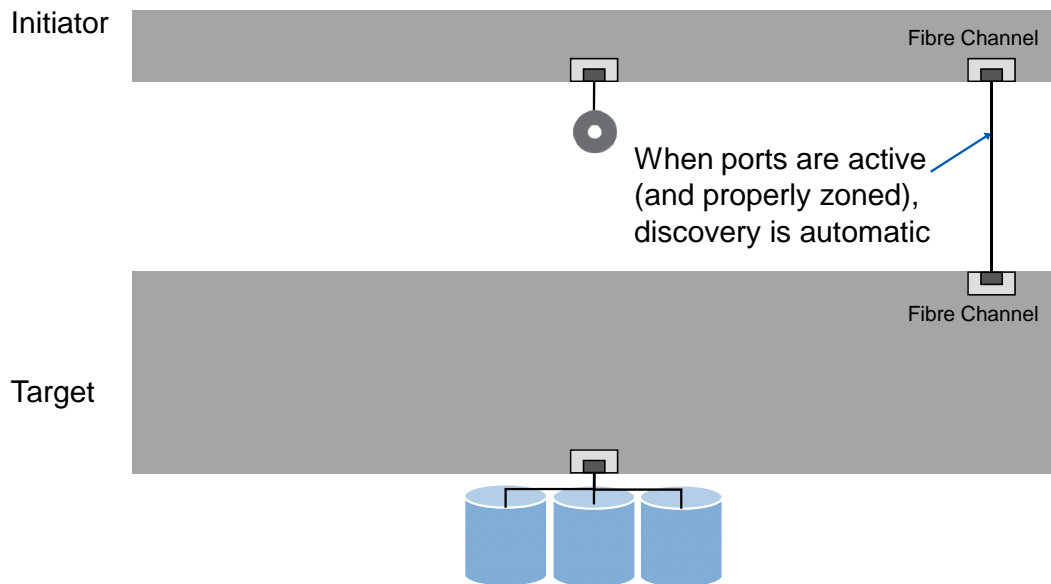 Initiator
Fibre Channel
When ports are active
(and properly zoned),
discovery is automatic
Fibre Channel
Target